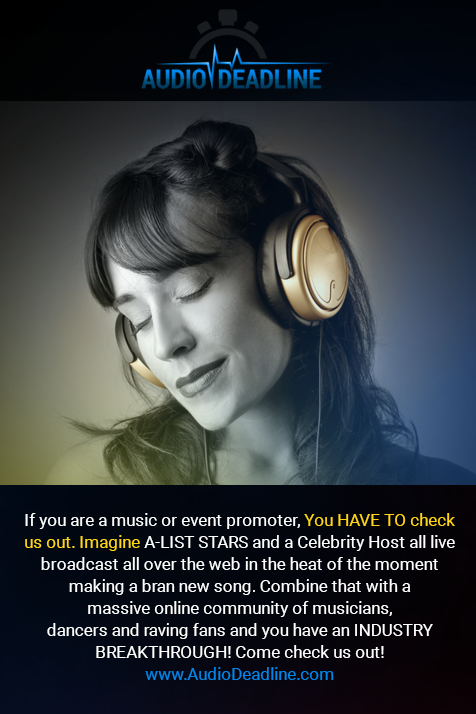 AUDIO DEADLINE
If you are a music or event promoter, You HAVE TO check
us out. Imagine A-LIST STARS and a Celebrity Host all live
broadcast all over the web in the heat of the moment
making a bran new song. Combine that with a
massive online community of musicians,
dancers and raving fans and you have an INDUSTRY
BREAKTHROUGH! Come check us out!
www.AudioDeadline.com